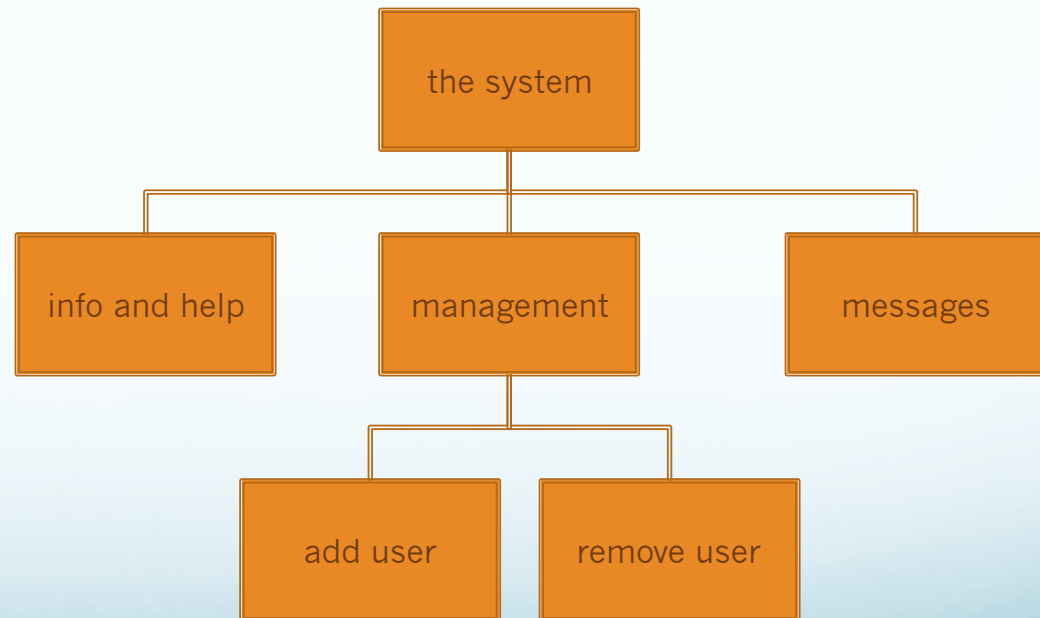 the system
info and help
management
messages
add user
remove user